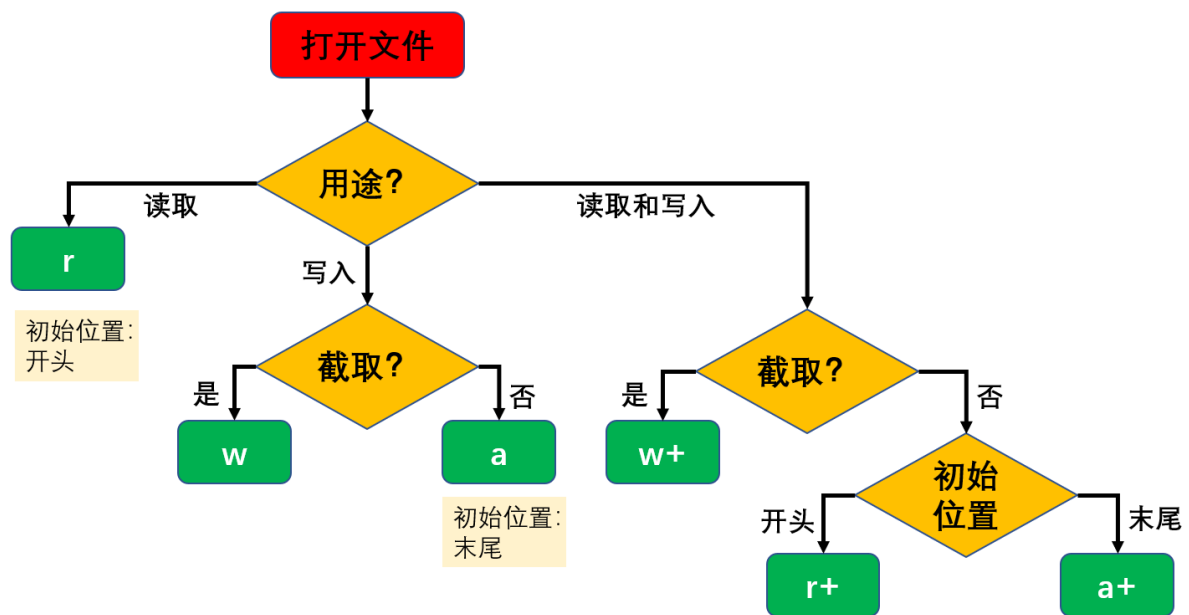 打开文件
用途?
读取
读取和写入
r
写入
初始位置:
开头
截取?
截取?
是
否
是
否
w
a
w+
初始
位置
初始位置:
末尾
开头
末尾
r+
a+